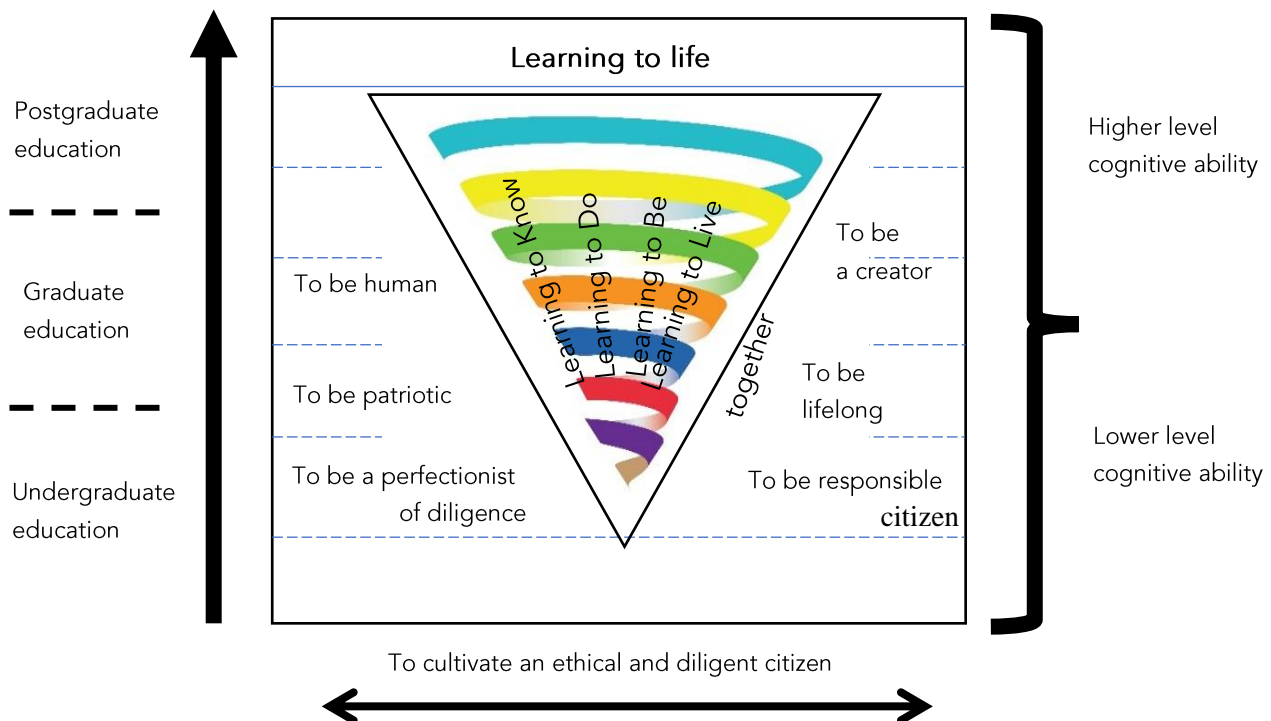 Learning to life
Postgraduate
education
Graduate
education
Undergraduate
education
To be human
To be patriotic
To be a perfectionist
of diligence
Learning to Know
Learning to Do
Learning to Be
Learning to Live
together
To be
a creator
To be
lifelong
To be responsible
citizen
Higher level
cognitive ability
Lower level
cognitive ability
To cultivate an ethical and diligent citizen